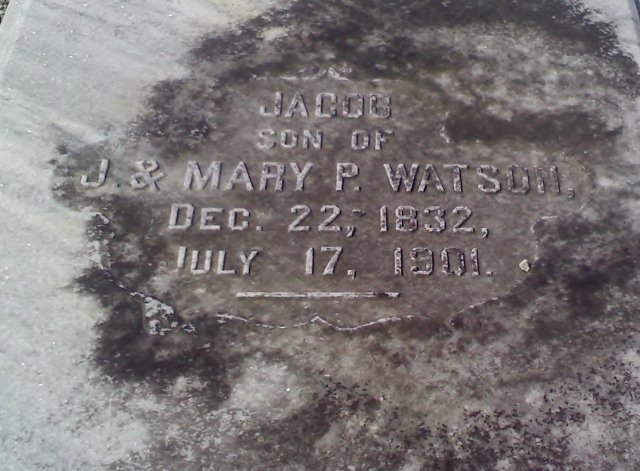 JACOB
SON OF
J. & MARY P. WATSON,
DEC. 22, 1832,
JULY 17, 1901.